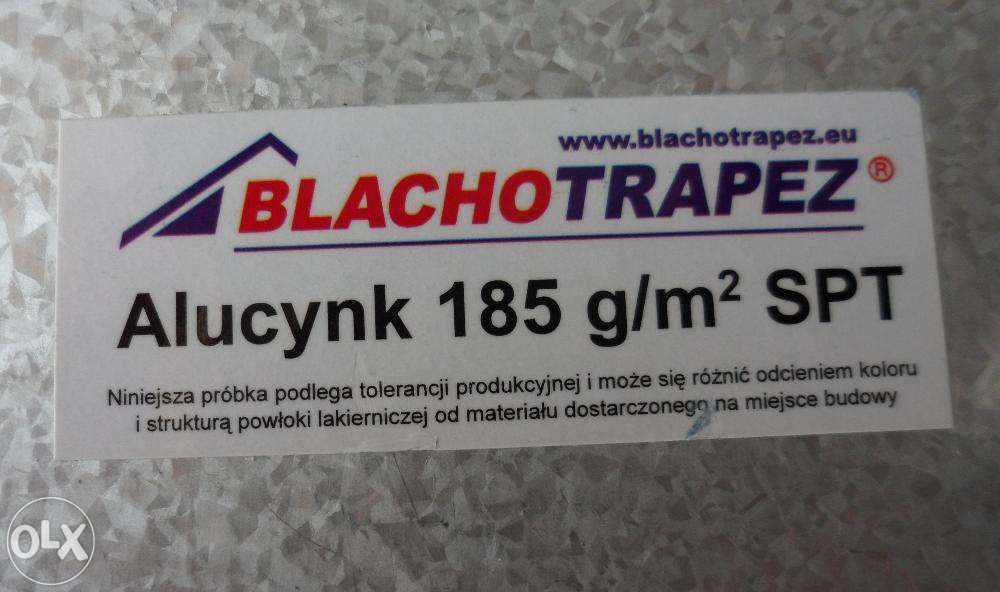 www.blachotrapez.eu
BLACHOTRAPEZ®
Alucynk 185 g/m² SPT
Niniejsza próbka podlega tolerancji produkcyjnej i może się różnić odcieniem koloru
i strukturą powłoki lakierniczej od materiału dostarczonego na miejsce budowy
OLX